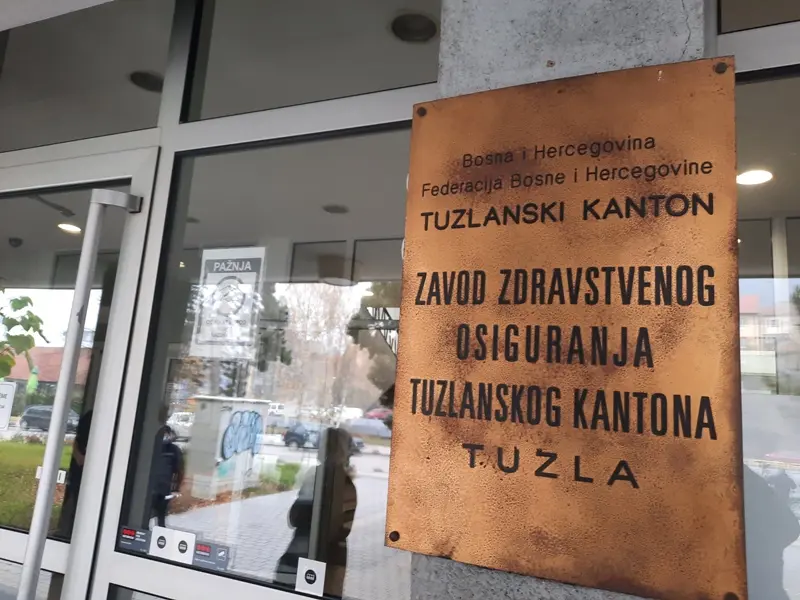 Bosna i Hercegovina
Federacija Bosne i Hercegovine
TUZLANSKI KANTON
ZAVOD ZDRAVSTVENOG
OSIGURANJA
TUZLANSKOG KANTONA
TUZLA
PAŽNJA